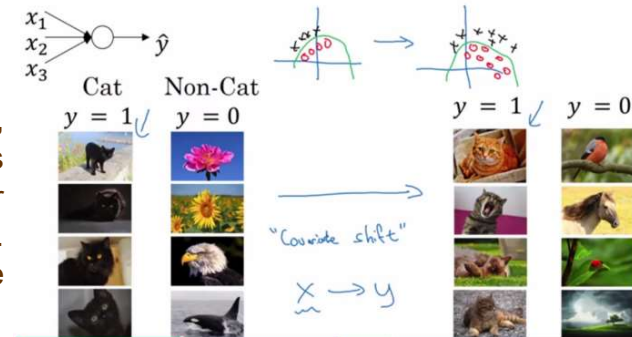 x₁
x₂
x₃
ŷ
Cat Non-Cat
y = 1 y = 0
y = 1 y = 0
"Covariate shift"
x → y